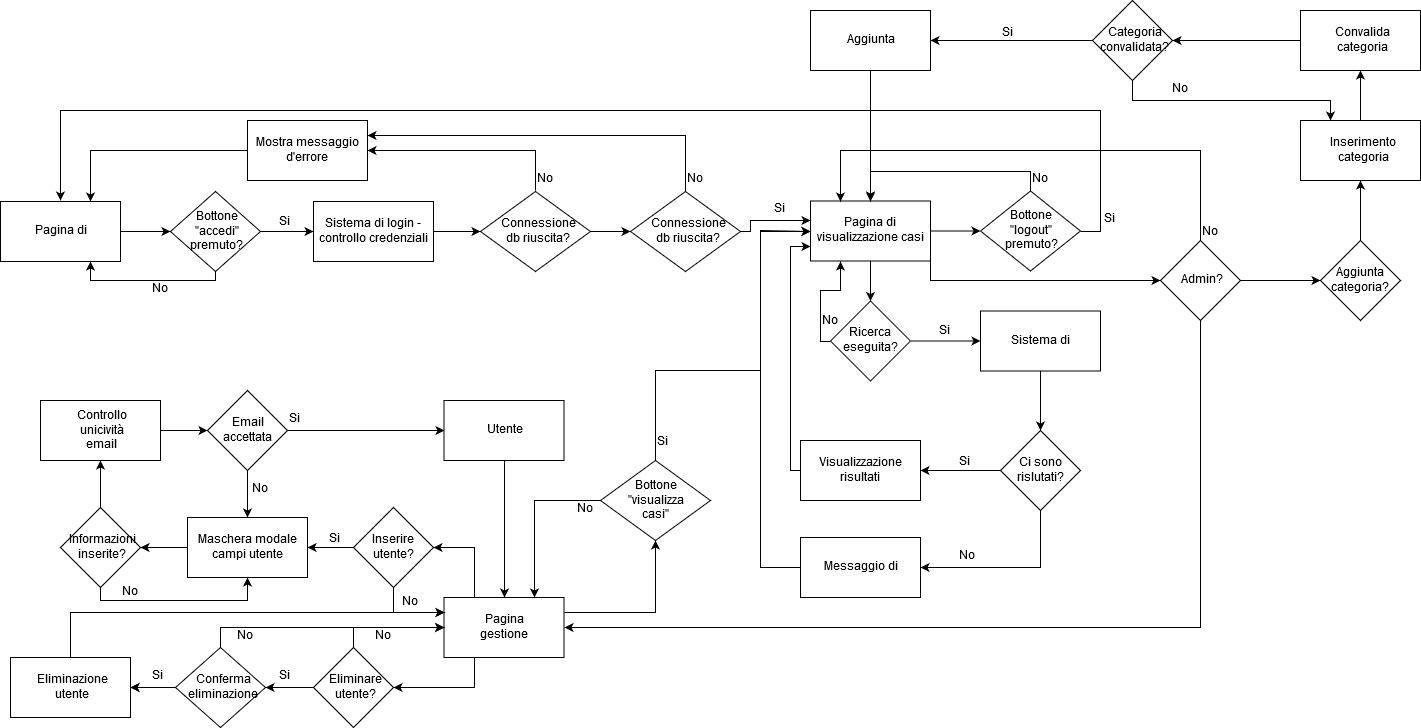 Aggiunta
Si
Categoria
convalidata?
Convalida
categoria
No
Inserimento
categoria
Mostra messaggio
d'errore
No
No
No
No
Pagina di
Bottone
"accedi"
premuto?
Si
Sistema di login -
controllo credenziali
Connessione
db riuscita?
Connessione
db riuscita?
Si
Pagina di
visualizzazione casi
Bottone
"logout"
premuto?
Si
No
Admin?
Aggiunta
categoria?
No
Ricerca
eseguita?
Si
Sistema di
Controllo
unicività
email
Email
accettata
Si
Utente
Si
Visualizzazione
risultati
Si
Ci sono
rislutati?
No
Bottone
"visualizza
casi"
No
Informazioni
inserite?
Maschera modale
campi utente
Si
Inserire
utente?
No
Messaggio di
No
No
Pagina
gestione
No
No
Eliminazione
utente
Si
Conferma
eliminazione
Si
Eliminare
utente?